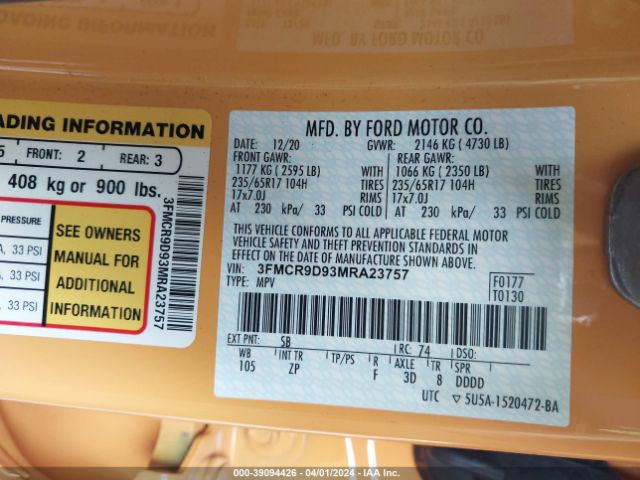 MFD. BY FORD MOTOR CO.
ADING INFORMATION
5 FRONT: 2 REAR: 3
408 kg or 900 lbs.
PRESSURE
33 PSI
33 PSI
33 PSI
SEE OWNERS
MANUAL FOR
ADDITIONAL
INFORMATION
3FMCR9D93MRA23757
MFD. BY FORD MOTOR CO.
DATE: 12/20 GVWR: 2146 KG ( 4730 LB)
FRONT GAWR: REAR GAWR:
1177 KG ( 2595 LB) WITH 1066 KG ( 2350 LB) WITH
235/65R17 104H TIRES 235/65R17 104H TIRES
17x7.0J RIMS 17x7.0J RIMS
AT 230 kPa/ 33 PSI COLD AT 230 kPa/ 33 PSI COLD
THIS VEHICLE CONFORMS TO ALL APPLICABLE FEDERAL MOTOR
VEHICLE SAFETY AND THEFT PREVENTION STANDARDS IN
EFFECT ON THE DATE OF MANUFACTURE SHOWN ABOVE.
VIN: 3FMCR9D93MRA23757
TYPE: MPV
F0177
T0130
EXT PNT: SB RC: 74 DSO:
WB INT TR TP/PS R AXLE TR SPR
105 ZP F 3D 8 DDDD
UTC 5U5A-1520472-BA
000-39094426 - 04/01/2024 - IAA Inc.